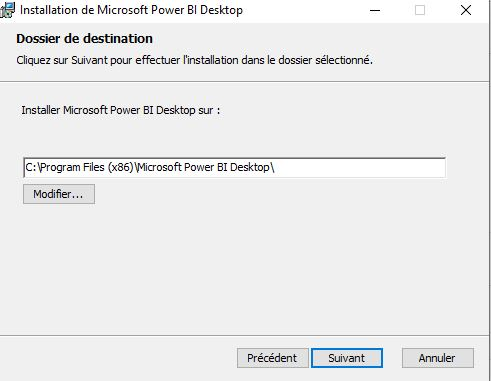 Installation de Microsoft Power BI Desktop
Dossier de destination
Cliquez sur Suivant pour effectuer l'installation dans le dossier sélectionné.
Installer Microsoft Power BI Desktop sur :
C:\Program Files (x86)\Microsoft Power BI Desktop\
Modifier...
Précédent Suivant Annuler